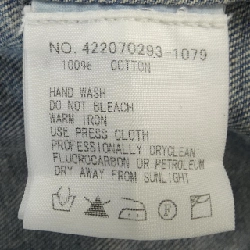 NO. 422070293-1079
100% COTTON
HAND WASH
DO NOT BLEACH
WARM IRON
USE PRESS CLOTH
PROFESSIONALLY DRYCLEAN
FLUOROCARBON OR PETROLEUM
DRY AWAY FROM SUNLIGHT